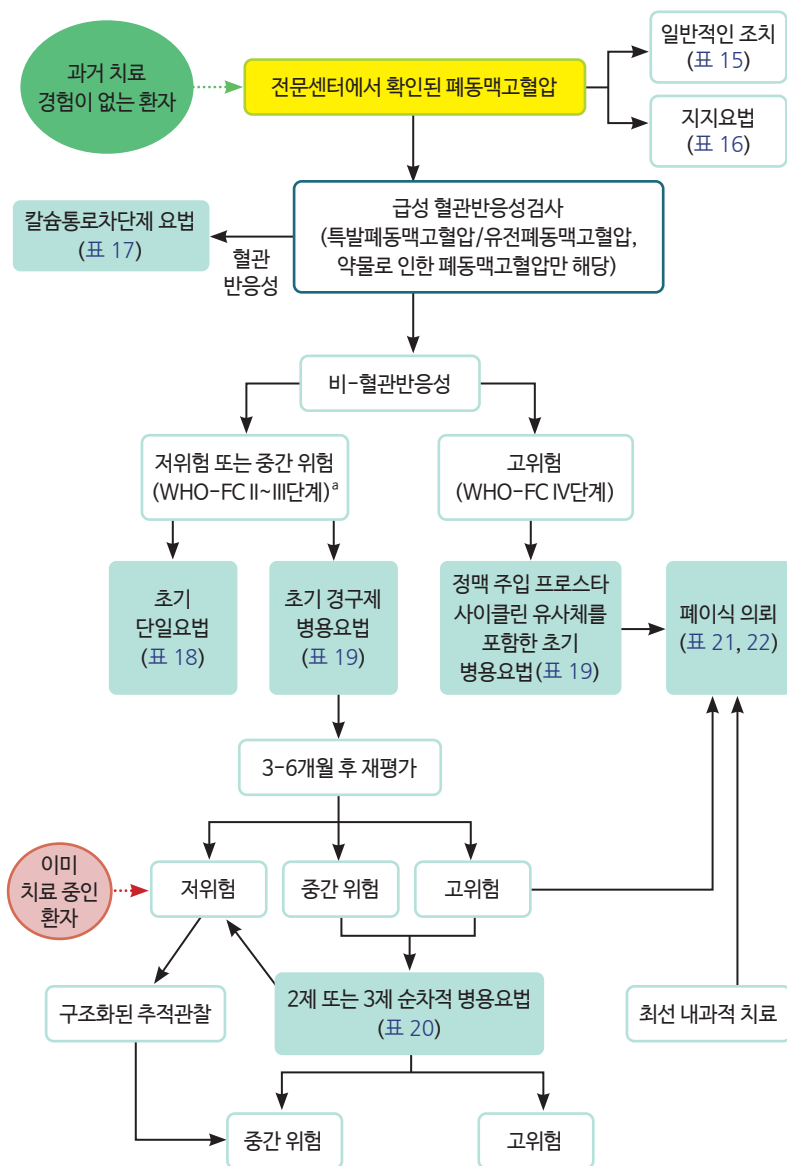 과거 치료
경험이 없는 환자
전문센터에서 확인된 폐동맥고혈압
일반적인 조치
(표 15)
지지요법
(표 16)
칼슘통로차단제 요법
(표 17)
혈관
반응성
급성 혈관반응성검사
(특발폐동맥고혈압/유전폐동맥고혈압,
약물로 인한 폐동맥고혈압만 해당)
비-혈관반응성
저위험 또는 중간 위험
(WHO-FC II~III단계)ª
고위험
(WHO-FC IV단계)
초기
단일요법
(표 18)
초기 경구제
병용요법
(표 19)
정맥 주입 프로스타
사이클린 유사체를
포함한 초기
병용요법(표 19)
폐이식 의뢰
(표 21, 22)
3-6개월 후 재평가
이미
치료 중인
환자
저위험
중간 위험
고위험
구조화된 추적관찰
2제 또는 3제 순차적 병용요법
(표 20)
최선 내과적 치료
중간 위험
고위험